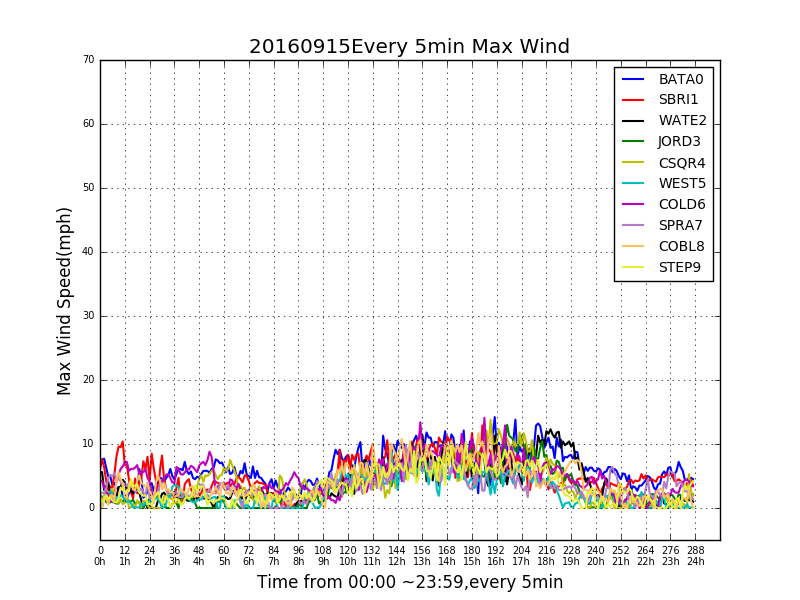 20160915Every 5min Max Wind
70
60
50
40
30
20
10
0
Max Wind Speed(mph)
BATA0
SBRI1
WATE2
JORD3
CSQR4
WEST5
COLD6
SPRA7
COBL8
STEP9
0 12 24 36 48 60 72 84 96 108 120 132 144 156 168 180 192 204 216 228 240 252 264 276 288
0h 1h 2h 3h 4h 5h 6h 7h 8h 9h 10h 11h 12h 13h 14h 15h 16h 17h 18h 19h 20h 21h 22h 23h 24h
Time from 00:00 ~23:59,every 5min